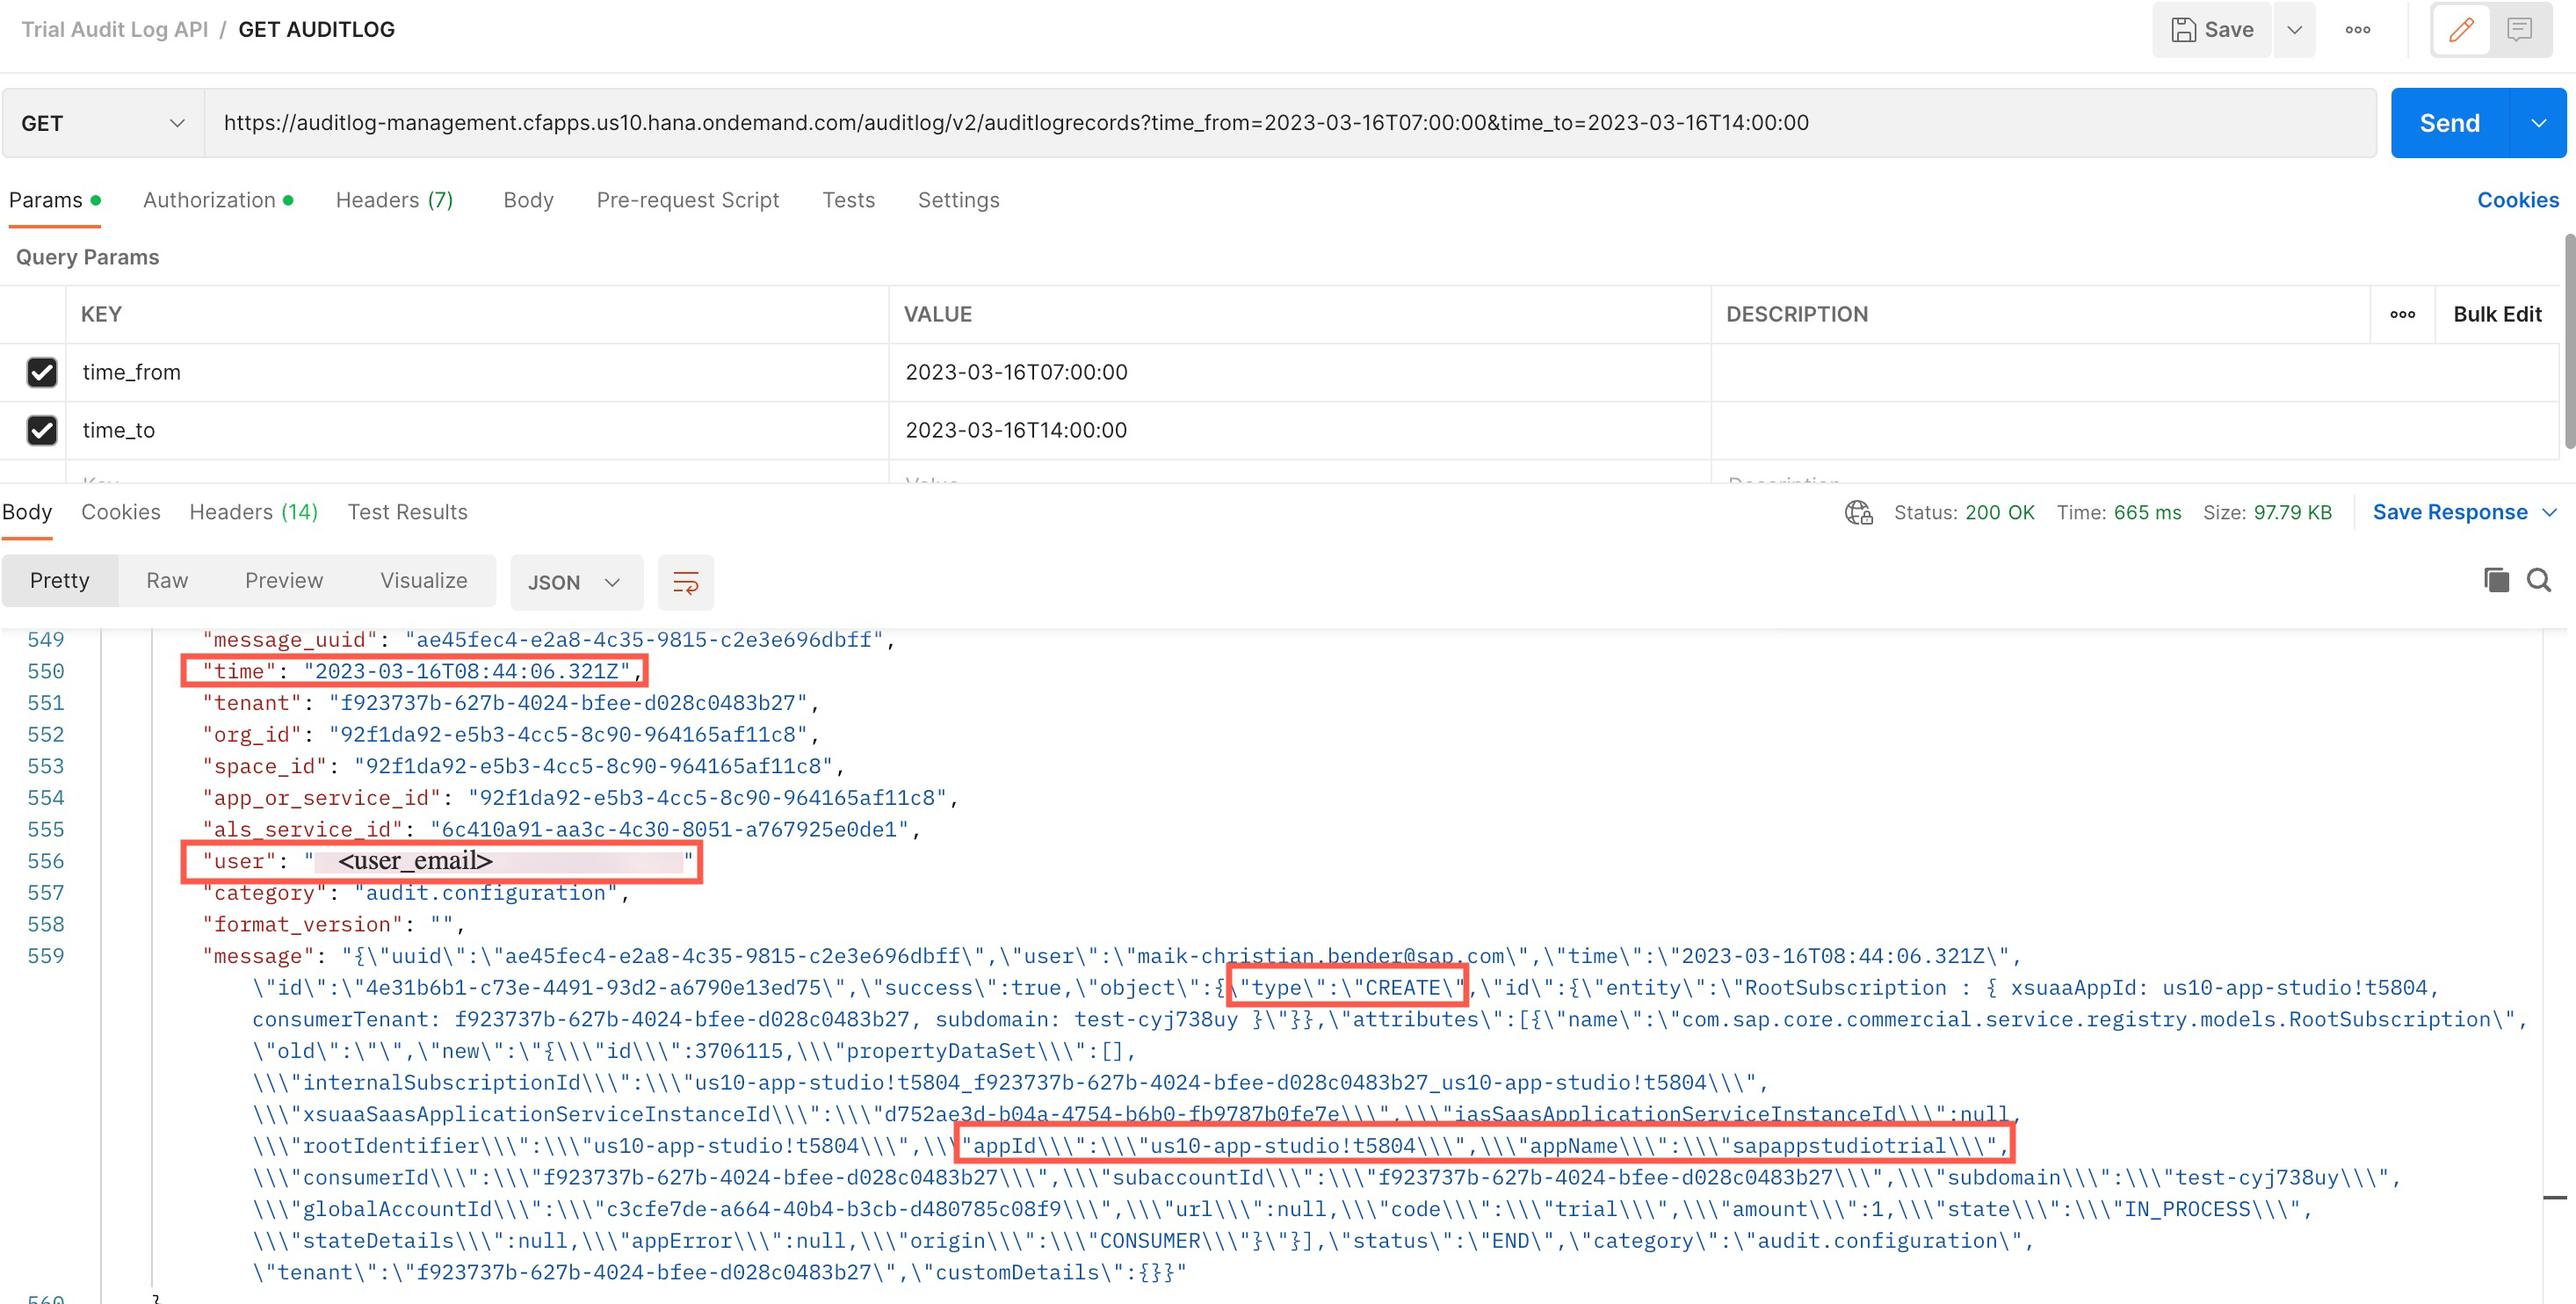 Trial Audit Log API / GET AUDITLOG
Save
GET
https://auditlog-management.cfapps.us10.hana.ondemand.com/auditlog/v2/auditlogrecords?time_from=2023-03-16T07:00:00&time_to=2023-03-16T14:00:00
Send
Params Authorization Headers (7) Body Pre-request Script Tests Settings Cookies
Query Params
KEY VALUE DESCRIPTION Bulk Edit
time_from 2023-03-16T07:00:00
time_to 2023-03-16T14:00:00
Key Value Description
Body Cookies Headers (14) Test Results Status: 200 OK Time: 665 ms Size: 97.79 KB Save Response
Pretty Raw Preview Visualize JSON
549 "message_uuid": "ae45fec4-e2a8-4c35-9815-c2e3e696dbff",
550 "time": "2023-03-16T08:44:06.321Z",
551 "tenant": "f923737b-627b-4024-bfee-d028c0483b27",
552 "org_id": "92f1da92-e5b3-4cc5-8c90-964165af11c8",
553 "space_id": "92f1da92-e5b3-4cc5-8c90-964165af11c8",
554 "app_or_service_id": "92f1da92-e5b3-4cc5-8c90-964165af11c8",
555 "als_service_id": "6c410a91-aa3c-4c30-8051-a767925e0de1",
556 "user": "<user_email>"
557 "category": "audit.configuration",
558 "format_version": "",
559 "message": "{\"uuid\":\"ae45fec4-e2a8-4c35-9815-c2e3e696dbff\",\"user\":\"maik-christian.bender@sap.com\",\"time\":\"2023-03-16T08:44:06.321Z\",
\"id\":\"4e31b6b1-c73e-4491-93d2-a6790e13ed75\",\"success\":true,\"object\":{\"type\":\"CREATE\",\"id\":{\"entity\":\"RootSubscription : { xsuaaAppId: us10-app-studio!t5804,
consumerTenant: f923737b-627b-4024-bfee-d028c0483b27, subdomain: test-cyj738uy }\"}},\"attributes\":[{\"name\":\"com.sap.core.commercial.service.registry.models.RootSubscription\",
\"old\":\"\",\"new\":\"{\\\"id\\\":3706115,\\\"propertyDataSet\\\":[],
\\\"internalSubscriptionId\\\":\\\"us10-app-studio!t5804_f923737b-627b-4024-bfee-d028c0483b27_us10-app-studio!t5804\\\",
\\\"xsuaaSaasApplicationServiceInstanceId\\\":\\\"d752ae3d-b04a-4754-b6b0-fb9787b0fe7e\\\",\\\"iasSaasApplicationServiceInstanceId\\\":null,
\\\"rootIdentifier\\\":\\\"us10-app-studio!t5804\\\",\\\"appId\\\":\\\"us10-app-studio!t5804\\\",\\\"appName\\\":\\\"sapappstudiotrial\\\",
\\\"consumerId\\\":\\\"f923737b-627b-4024-bfee-d028c0483b27\\\",\\\"subaccountId\\\":\\\"f923737b-627b-4024-bfee-d028c0483b27\\\",\\\"subdomain\\\":\\\"test-cyj738uy\\\",
\\\"globalAccountId\\\":\\\"c3cfe7de-a664-40b4-b3cb-d480785c08f9\\\",\\\"url\\\":null,\\\"code\\\":\\\"trial\\\",\\\"amount\\\":1,\\\"state\\\":\\\"IN_PROCESS\\\",
\\\"stateDetails\\\":null,\\\"appError\\\":null,\\\"origin\\\":\\\"CONSUMER\\\"}\"}],\"status\":\"END\",\"category\":\"audit.configuration\",
\"tenant\":\"f923737b-627b-4024-bfee-d028c0483b27\",\"customDetails\":{}}"
560 }